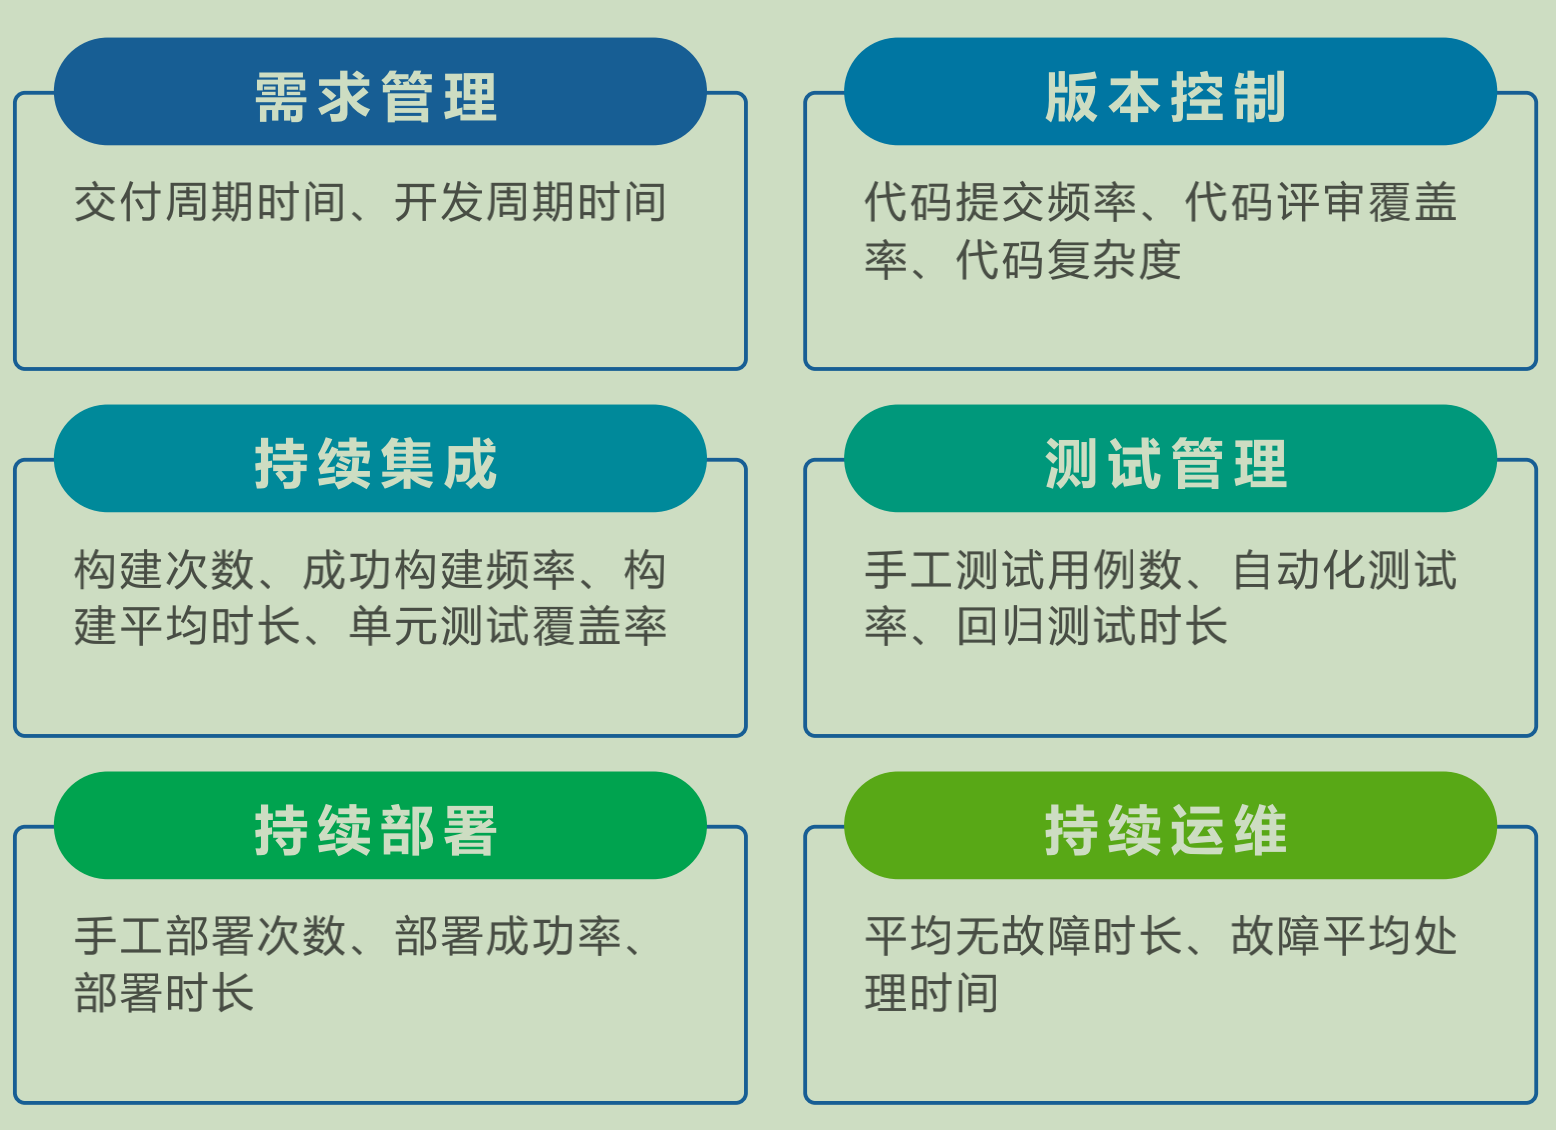 需求管理
交付周期时间、开发周期时间
版本控制
代码提交频率、代码评审覆盖
率、代码复杂度
持续集成
构建次数、成功构建频率、构
建平均时长、单元测试覆盖率
测试管理
手工测试用例数、自动化测试
率、回归测试时长
持续部署
手工部署次数、部署成功率、
部署时长
持续运维
平均无故障时长、故障平均处
理时间